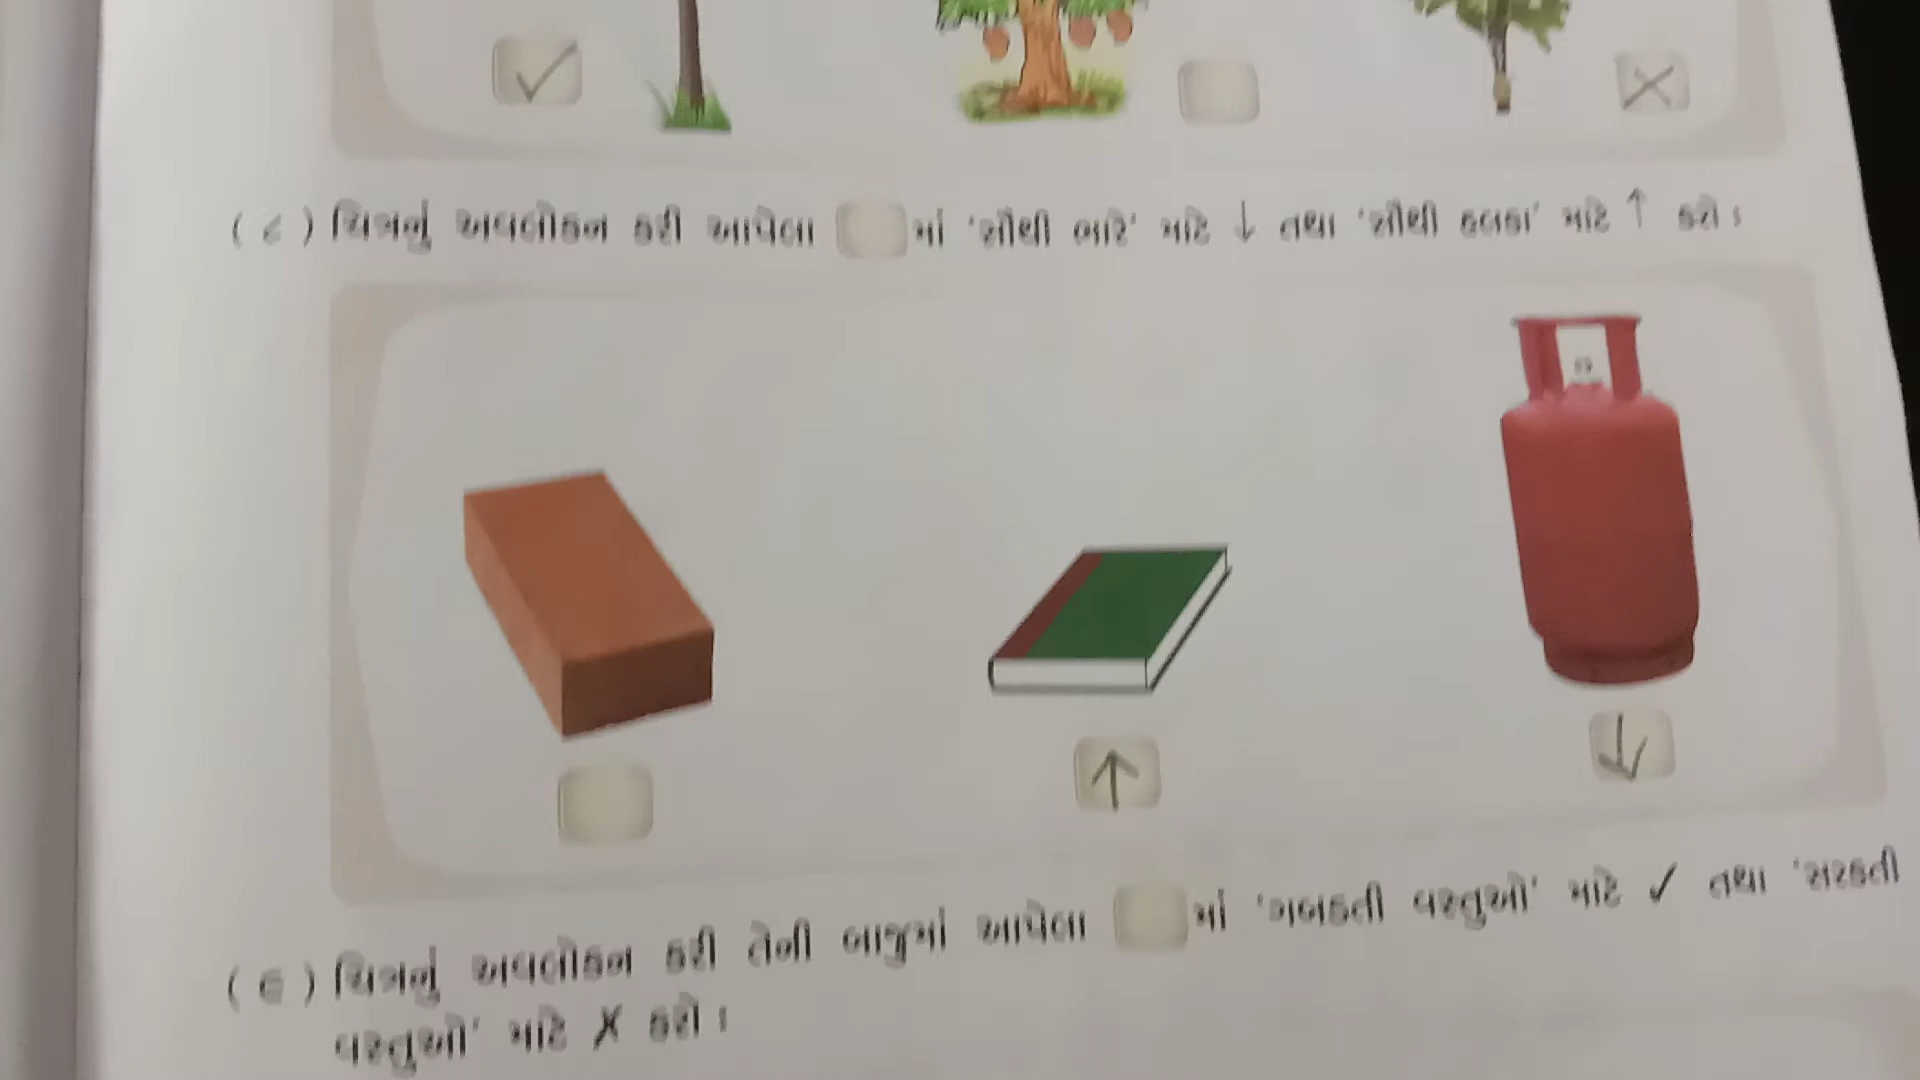 (૮) ચિત્રનું અવલોકન કરી આપેલા માં ‘સૌથી ભારે’ માટે ↓ તથા ‘સૌથી હલકા’ માટે ↑ કરો :
(૯) ચિત્રનું અવલોકન કરી તેની બાજુમાં આપેલા માં ‘ગબડતી વસ્તુઓ’ માટે ✓ તથા ‘સરકતી
વસ્તુઓ’ માટે ✗ કરો :